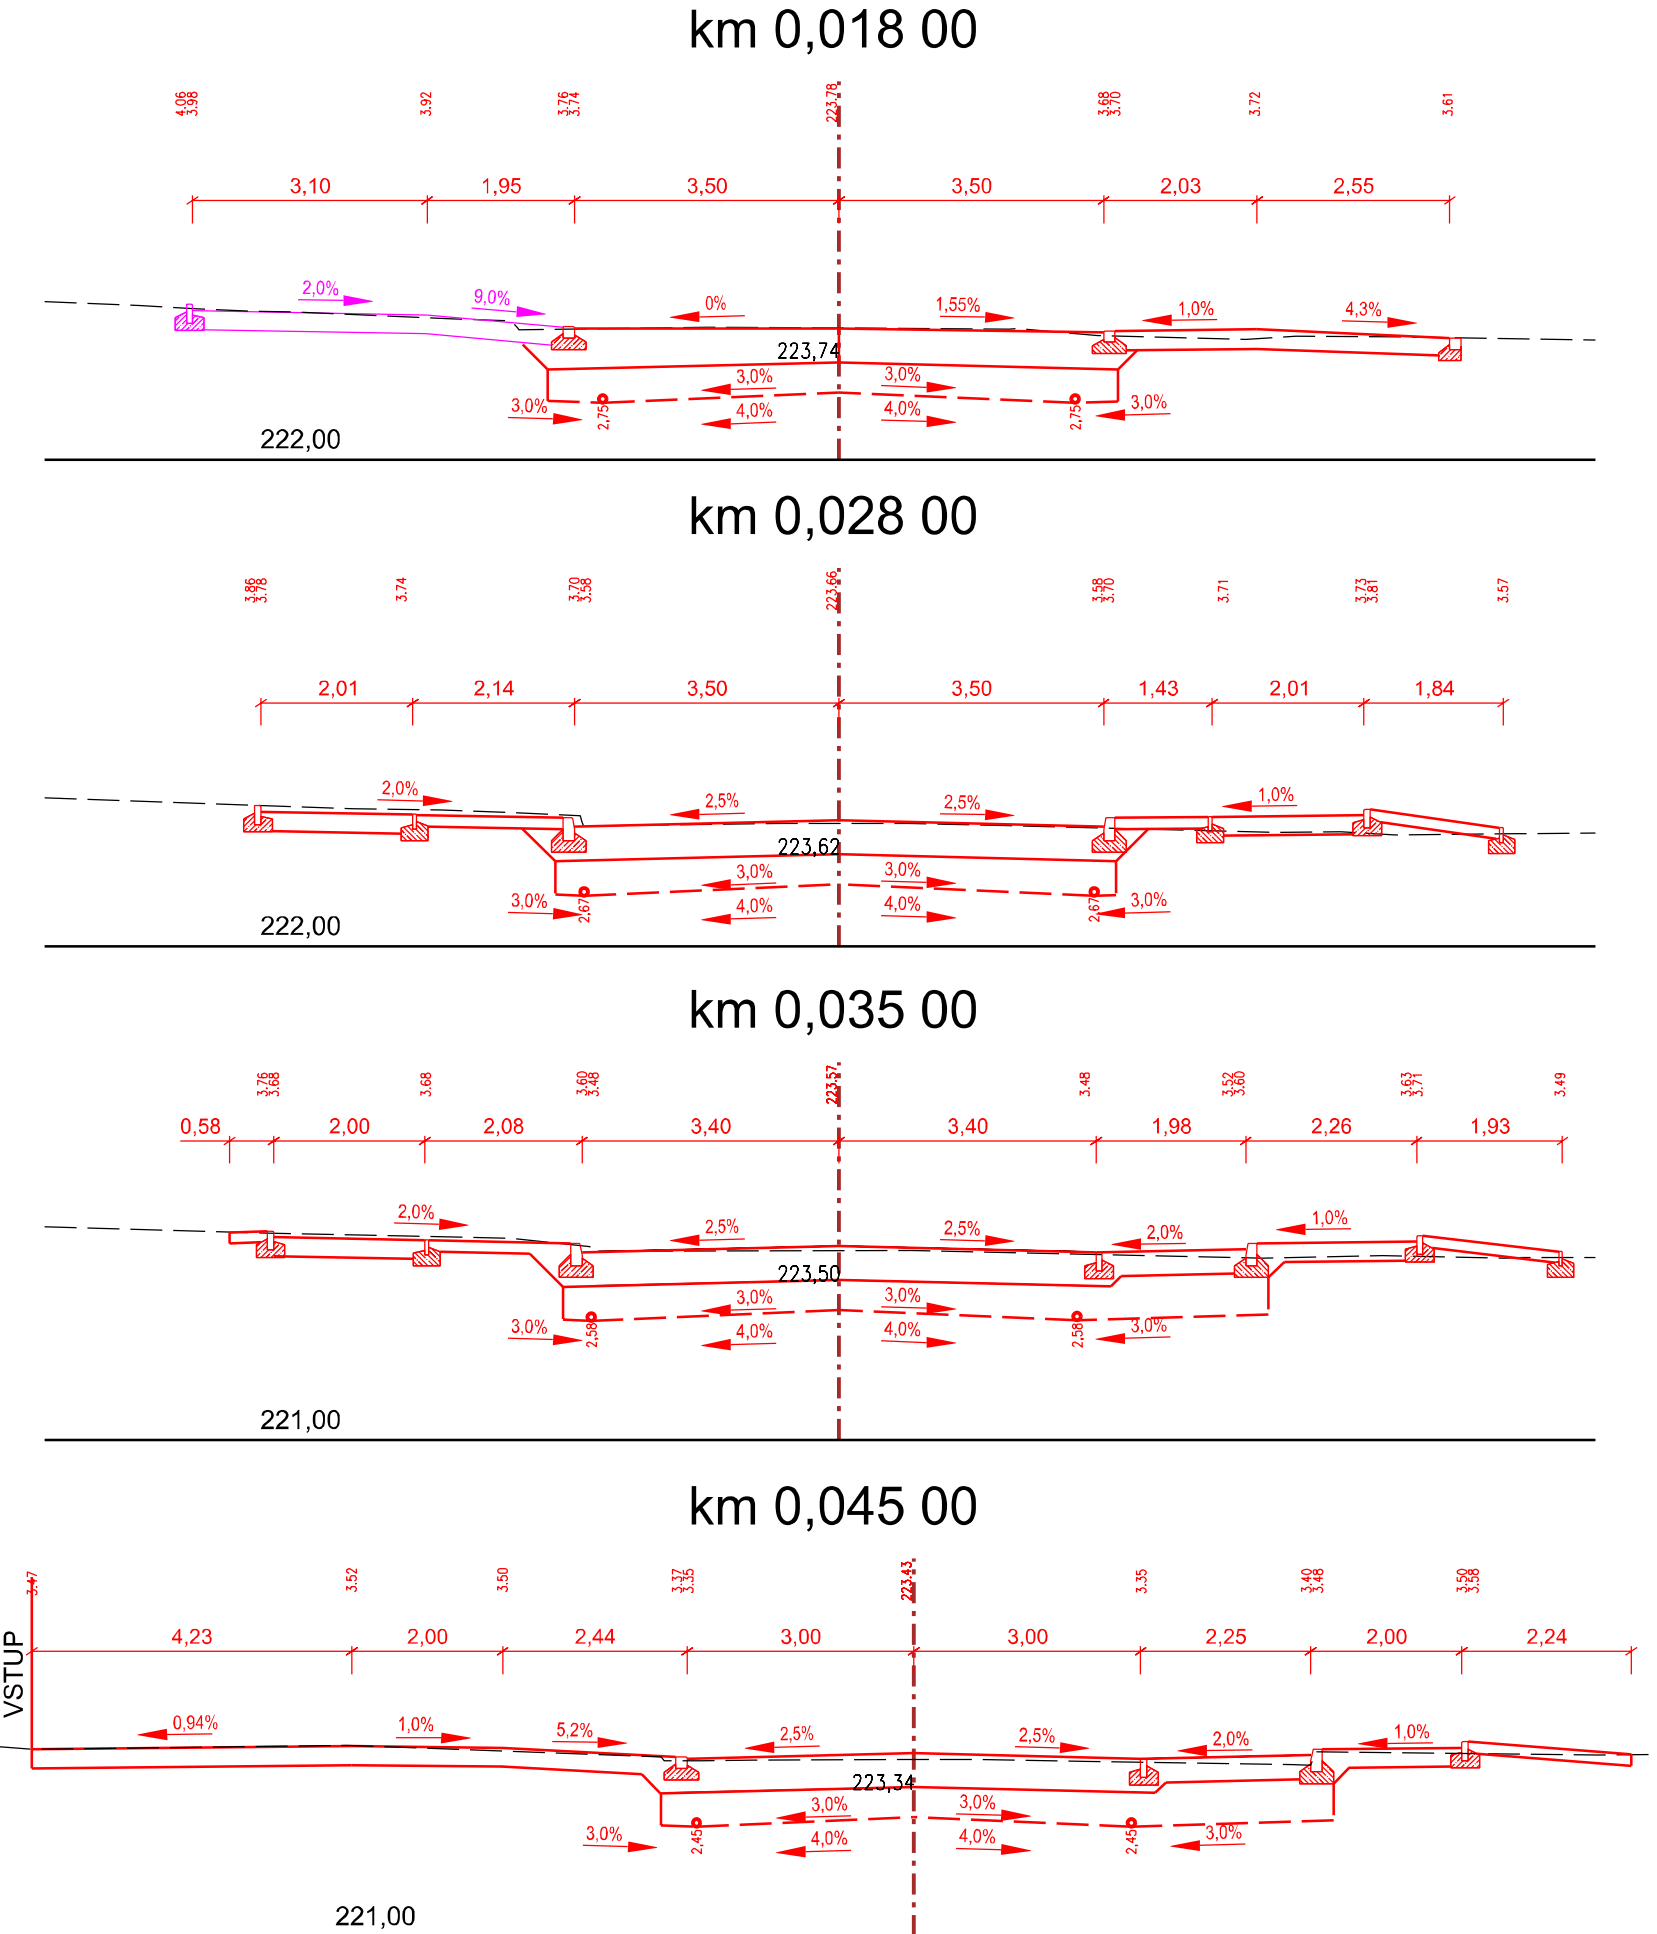 km 0,018 00
4.06 3.98 3.92 3.76 3.74 223.78 3.68 3.70 3.72 3.61
3,10 1,95 3,50 3,50 2,03 2,55
2,0% 9,0% 0% 1,55% 1,0% 4,3%
223,74
3,0% 3,0%
3,0% 2,75 4,0% 4,0% 2,75 3,0%
222,00
km 0,028 00
3.86 3.78 3.74 3.70 3.58 223.66 3.58 3.70 3.71 3.73 3.81 3.57
2,01 2,14 3,50 3,50 1,43 2,01 1,84
2,0% 2,5% 2,5% 1,0%
223,62
3,0% 3,0%
3,0% 2,67 4,0% 4,0% 2,67 3,0%
222,00
km 0,035 00
3.76 3.68 3.68 3.60 3.48 223.57 3.48 3.52 3.60 3.63 3.71 3.49
0,58 2,00 2,08 3,40 3,40 1,98 2,26 1,93
2,0% 2,5% 2,5% 2,0% 1,0%
223,50
3,0% 3,0%
3,0% 2,58 4,0% 4,0% 2,58 3,0%
221,00
km 0,045 00
3.47 3.52 3.50 3.37 3.35 223.43 3.35 3.40 3.48 3.50 3.58
4,23 2,00 2,44 3,00 3,00 2,25 2,00 2,24
VSTUP
0,94% 1,0% 5,2% 2,5% 2,5% 2,0% 1,0%
223,34
3,0% 3,0%
3,0% 2,45 4,0% 4,0% 2,45 3,0%
221,00